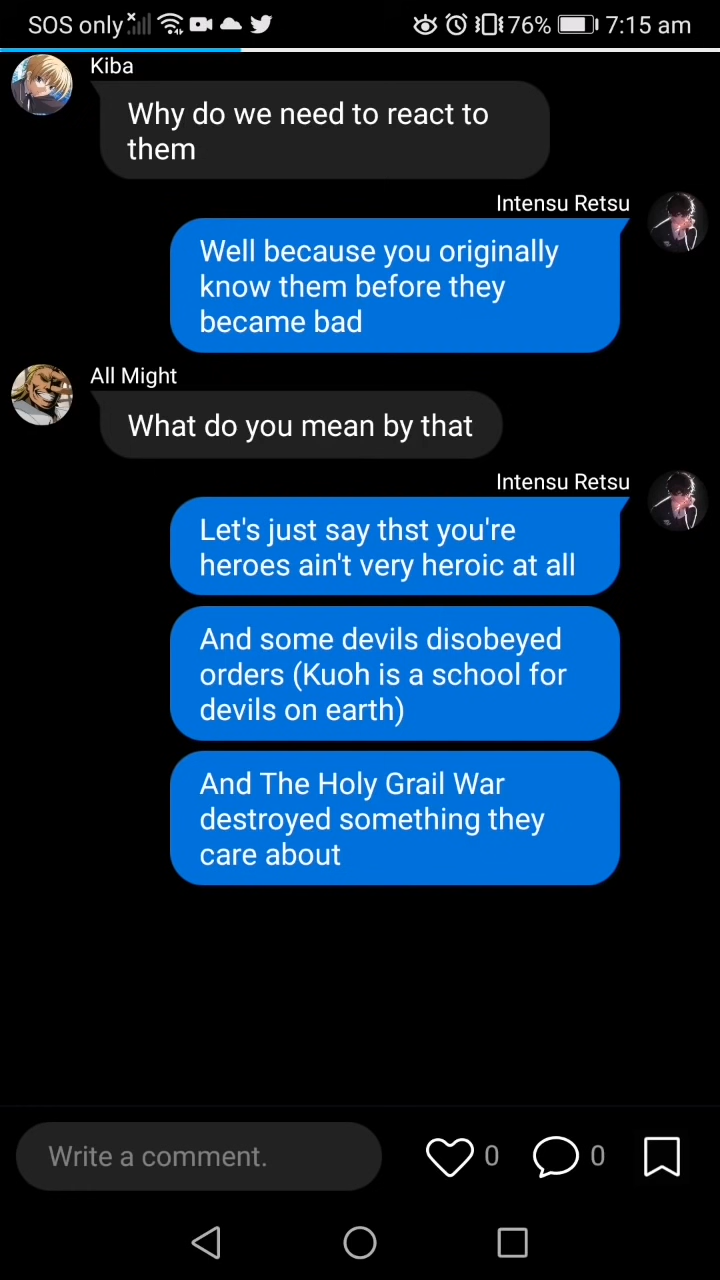 SOS only 76% 7:15 am
Kiba
Why do we need to react to
them
Intensu Retsu
Well because you originally
know them before they
became bad
All Might
What do you mean by that
Intensu Retsu
Let's just say thst you're
heroes ain't very heroic at all
And some devils disobeyed
orders (Kuoh is a school for
devils on earth)
And The Holy Grail War
destroyed something they
care about
Write a comment. 0 0